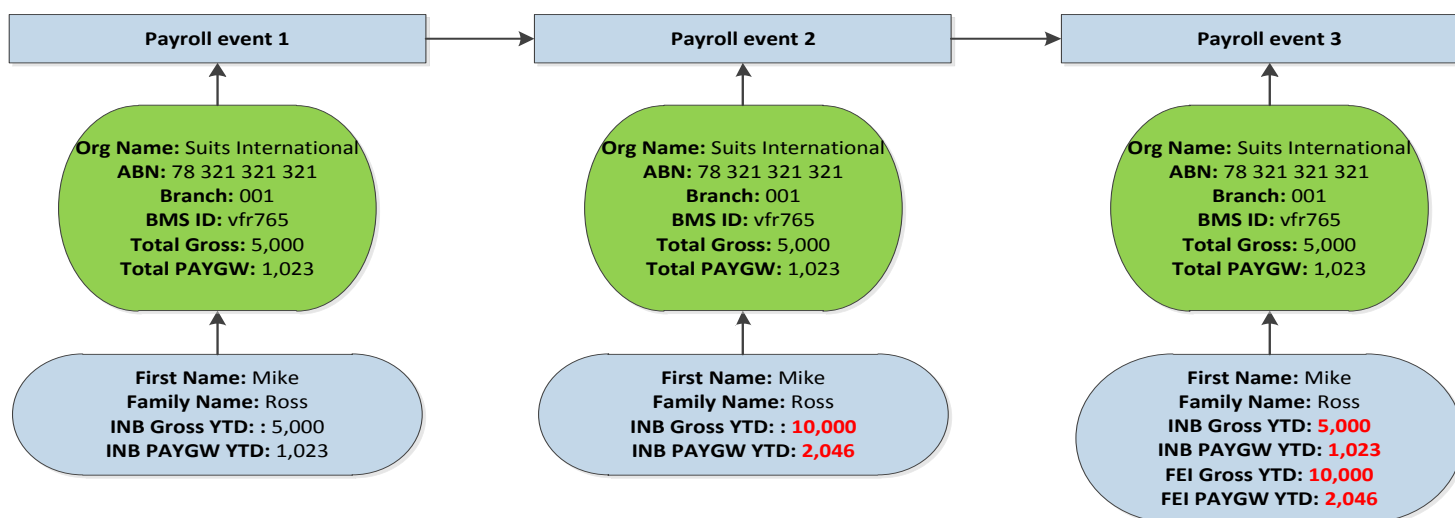 Payroll event 1
Payroll event 2
Payroll event 3
Org Name: Suits International
ABN: 78 321 321 321
Branch: 001
BMS ID: vfr765
Total Gross: 5,000
Total PAYGW: 1,023
Org Name: Suits International
ABN: 78 321 321 321
Branch: 001
BMS ID: vfr765
Total Gross: 5,000
Total PAYGW: 1,023
Org Name: Suits International
ABN: 78 321 321 321
Branch: 001
BMS ID: vfr765
Total Gross: 5,000
Total PAYGW: 1,023
First Name: Mike
Family Name: Ross
INB Gross YTD: : 5,000
INB PAYGW YTD: 1,023
First Name: Mike
Family Name: Ross
INB Gross YTD: : 10,000
INB PAYGW YTD: 2,046
First Name: Mike
Family Name: Ross
INB Gross YTD: 5,000
INB PAYGW YTD: 1,023
FEI Gross YTD: 10,000
FEI PAYGW YTD: 2,046